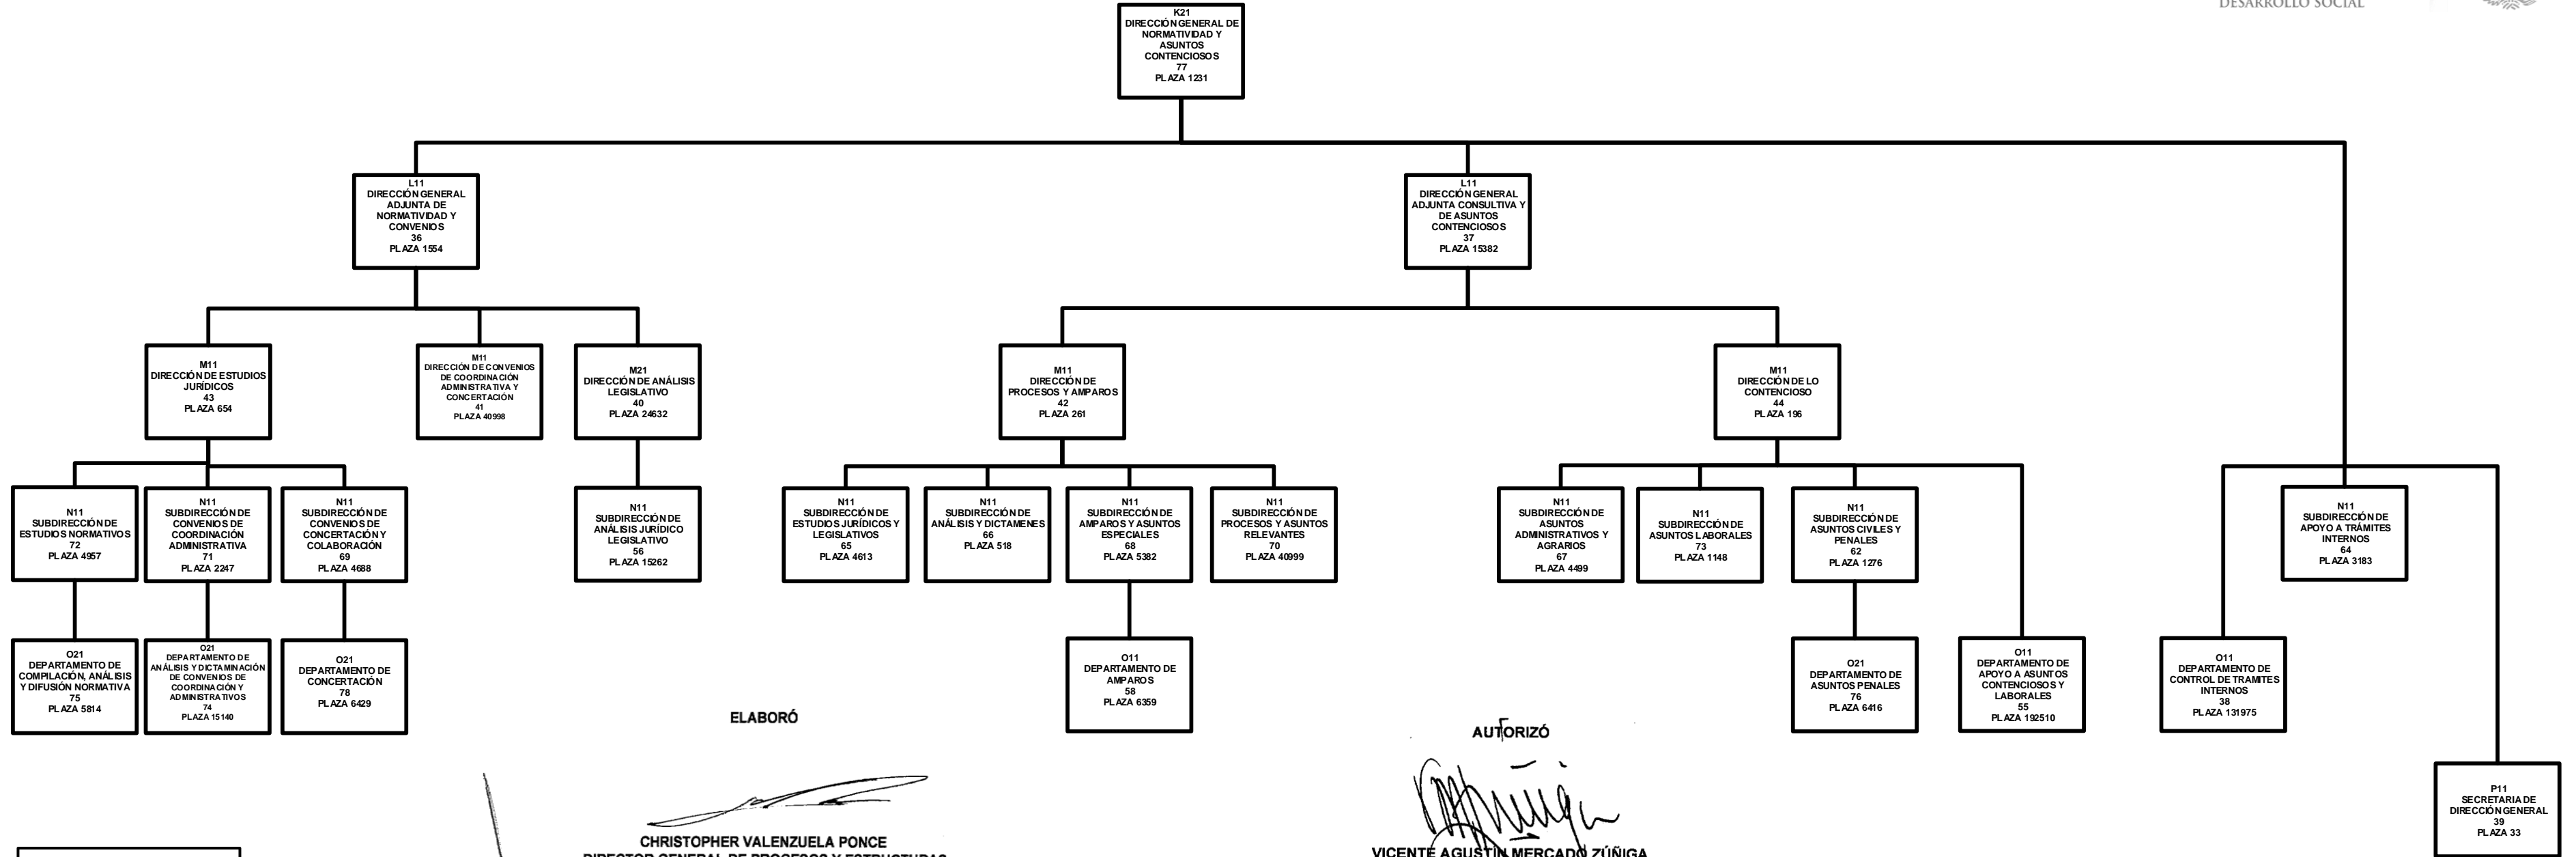 DESARROLLO SOCIAL
K21
DIRECCIÓN GENERAL DE
NORMATIVIDAD Y
ASUNTOS
CONTENCIOSOS
77
PLAZA 1231
L11
DIRECCIÓN GENERAL
ADJUNTA DE
NORMATIVIDAD Y
CONVENIOS
36
PLAZA 1554
L11
DIRECCIÓN GENERAL
ADJUNTA CONSULTIVA Y
DE ASUNTOS
CONTENCIOSOS
37
PLAZA 15382
M11
DIRECCIÓN DE ESTUDIOS
JURÍDICOS
43
PLAZA 654
M11
DIRECCIÓN DE CONVENIOS
DE COORDINACIÓN
ADMINISTRATIVA Y
CONCERTACIÓN
41
PLAZA 40998
M21
DIRECCIÓN DE ANÁLISIS
LEGISLATIVO
40
PLAZA 24632
M11
DIRECCIÓN DE
PROCESOS Y AMPAROS
42
PLAZA 261
M11
DIRECCIÓN DE LO
CONTENCIOSO
44
PLAZA 196
N11
SUBDIRECCIÓN DE
ESTUDIOS NORMATIVOS
72
PLAZA 4957
N11
SUBDIRECCIÓN DE
CONVENIOS DE
COORDINACIÓN
ADMINISTRATIVA
71
PLAZA 2247
N11
SUBDIRECCIÓN DE
CONVENIOS DE
CONCERTACIÓN Y
COLABORACIÓN
69
PLAZA 4688
N11
SUBDIRECCIÓN DE
ANÁLISIS JURÍDICO
LEGISLATIVO
56
PLAZA 15262
N11
SUBDIRECCIÓN DE
ESTUDIOS JURÍDICOS Y
LEGISLATIVOS
65
PLAZA 4613
N11
SUBDIRECCIÓN DE
ANÁLISIS Y DICTAMENES
66
PLAZA 518
N11
SUBDIRECCIÓN DE
AMPAROS Y ASUNTOS
ESPECIALES
68
PLAZA 5382
N11
SUBDIRECCIÓN DE
PROCESOS Y ASUNTOS
RELEVANTES
70
PLAZA 40999
N11
SUBDIRECCIÓN DE
ASUNTOS
ADMINISTRATIVOS Y
AGRARIOS
67
PLAZA 4499
N11
SUBDIRECCIÓN DE
ASUNTOS LABORALES
73
PLAZA 1148
N11
SUBDIRECCIÓN DE
ASUNTOS CIVILES Y
PENALES
62
PLAZA 1276
N11
SUBDIRECCIÓN DE
APOYO A TRÁMITES
INTERNOS
64
PLAZA 3183
O21
DEPARTAMENTO DE
COMPILACIÓN, ANÁLISIS
Y DIFUSIÓN NORMATIVA
75
PLAZA 5814
O21
DEPARTAMENTO DE
ANÁLISIS Y DICTAMINACIÓN
DE CONVENIOS DE
COORDINACIÓN Y
ADMINISTRATIVOS
74
PLAZA 15140
O21
DEPARTAMENTO DE
CONCERTACIÓN
78
PLAZA 6429
O11
DEPARTAMENTO DE
AMPAROS
58
PLAZA 6359
O21
DEPARTAMENTO DE
ASUNTOS PENALES
76
PLAZA 6416
O11
DEPARTAMENTO DE
APOYO A ASUNTOS
CONTENCIOSOS Y
LABORALES
55
PLAZA 192510
O11
DEPARTAMENTO DE
CONTROL DE TRAMITES
INTERNOS
38
PLAZA 131975
P11
SECRETARIA DE
DIRECCIÓN GENERAL
39
PLAZA 33
ELABORÓ
CHRISTOPHER VALENZUELA PONCE
DIRECTOR GENERAL DE PROCESOS Y ESTRUCTURAS
AUTORIZÓ
VICENTE AGUSTÍN MERCADO ZÚÑIGA